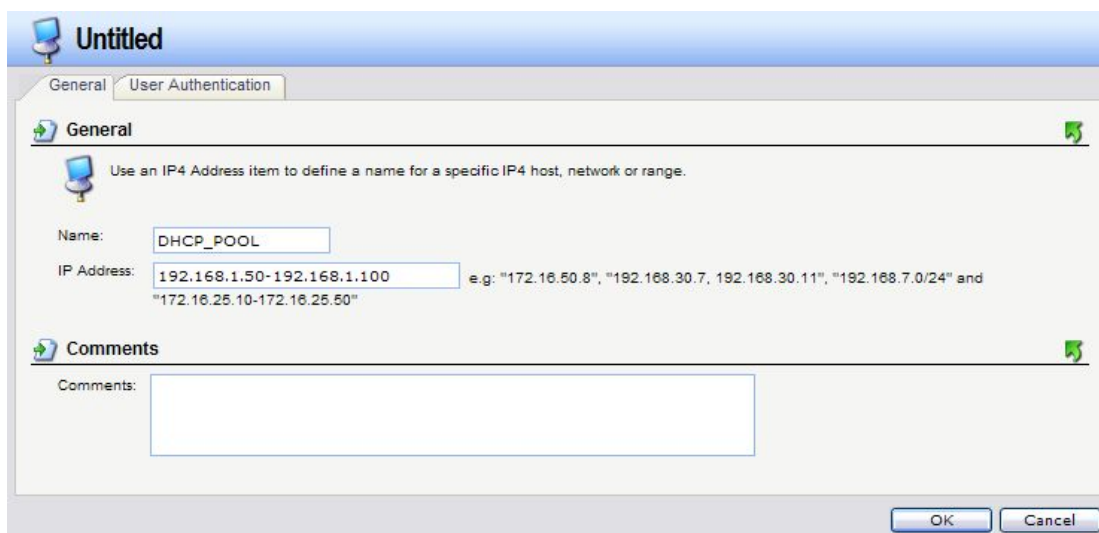 Untitled
General User Authentication
General
Use an IP4 Address item to define a name for a specific IP4 host, network or range.
Name: DHCP_POOL
IP Address: 192.168.1.50-192.168.1.100 e.g: "172.16.50.8", "192.168.30.7, 192.168.30.11", "192.168.7.0/24" and
"172.16.25.10-172.16.25.50"
Comments
Comments:
OK Cancel